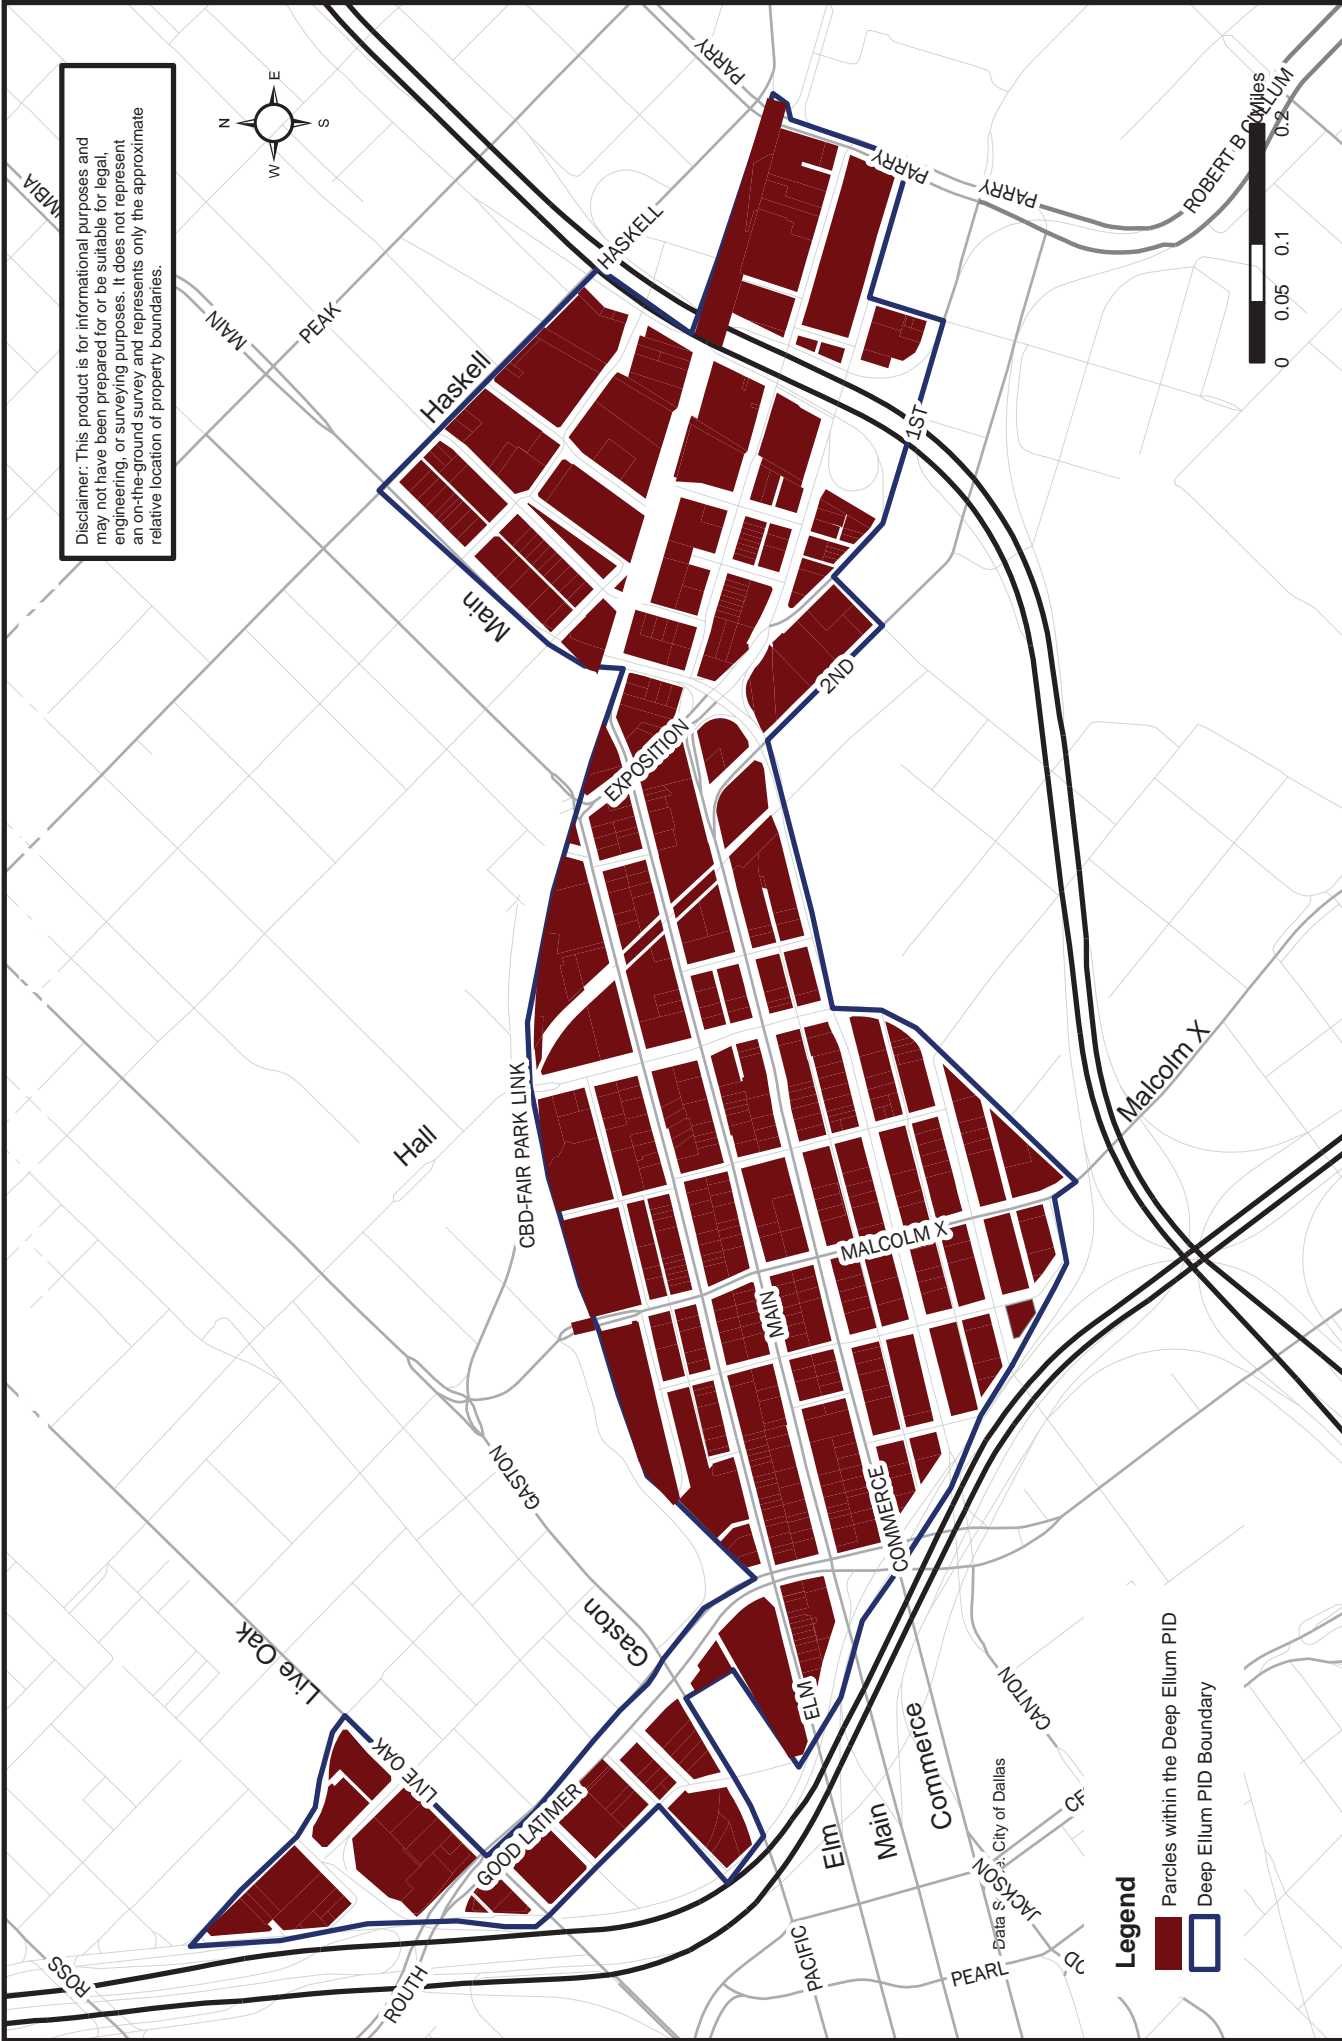 Disclaimer: This product is for informational purposes and
may not have been prepared for or be suitable for legal,
engineering, or surveying purposes. It does not represent
an on-the-ground survey and represents only the approximate
relative location of property boundaries.
N
E
S
W
MAIN
PEAK
PARRY
HASKELL
Haskell
PARRY
PARRY
ROBERT B CULLUM
Miles
0
0.05
0.1
0.2
1ST
Main
2ND
EXPOSITION
CBD-FAIR PARK LINK
Hall
Malcolm X
MALCOLM X
MAIN
GASTON
Gaston
COMMERCE
Live Oak
LIVE OAK
GOOD LATIMER
ELM
CANTON
Elm
Main
Commerce
JACKSON
City of Dallas
PACIFIC
PEARL
ROSS
ROUTH
Legend
Parcles within the Deep Ellum PID
Deep Ellum PID Boundary